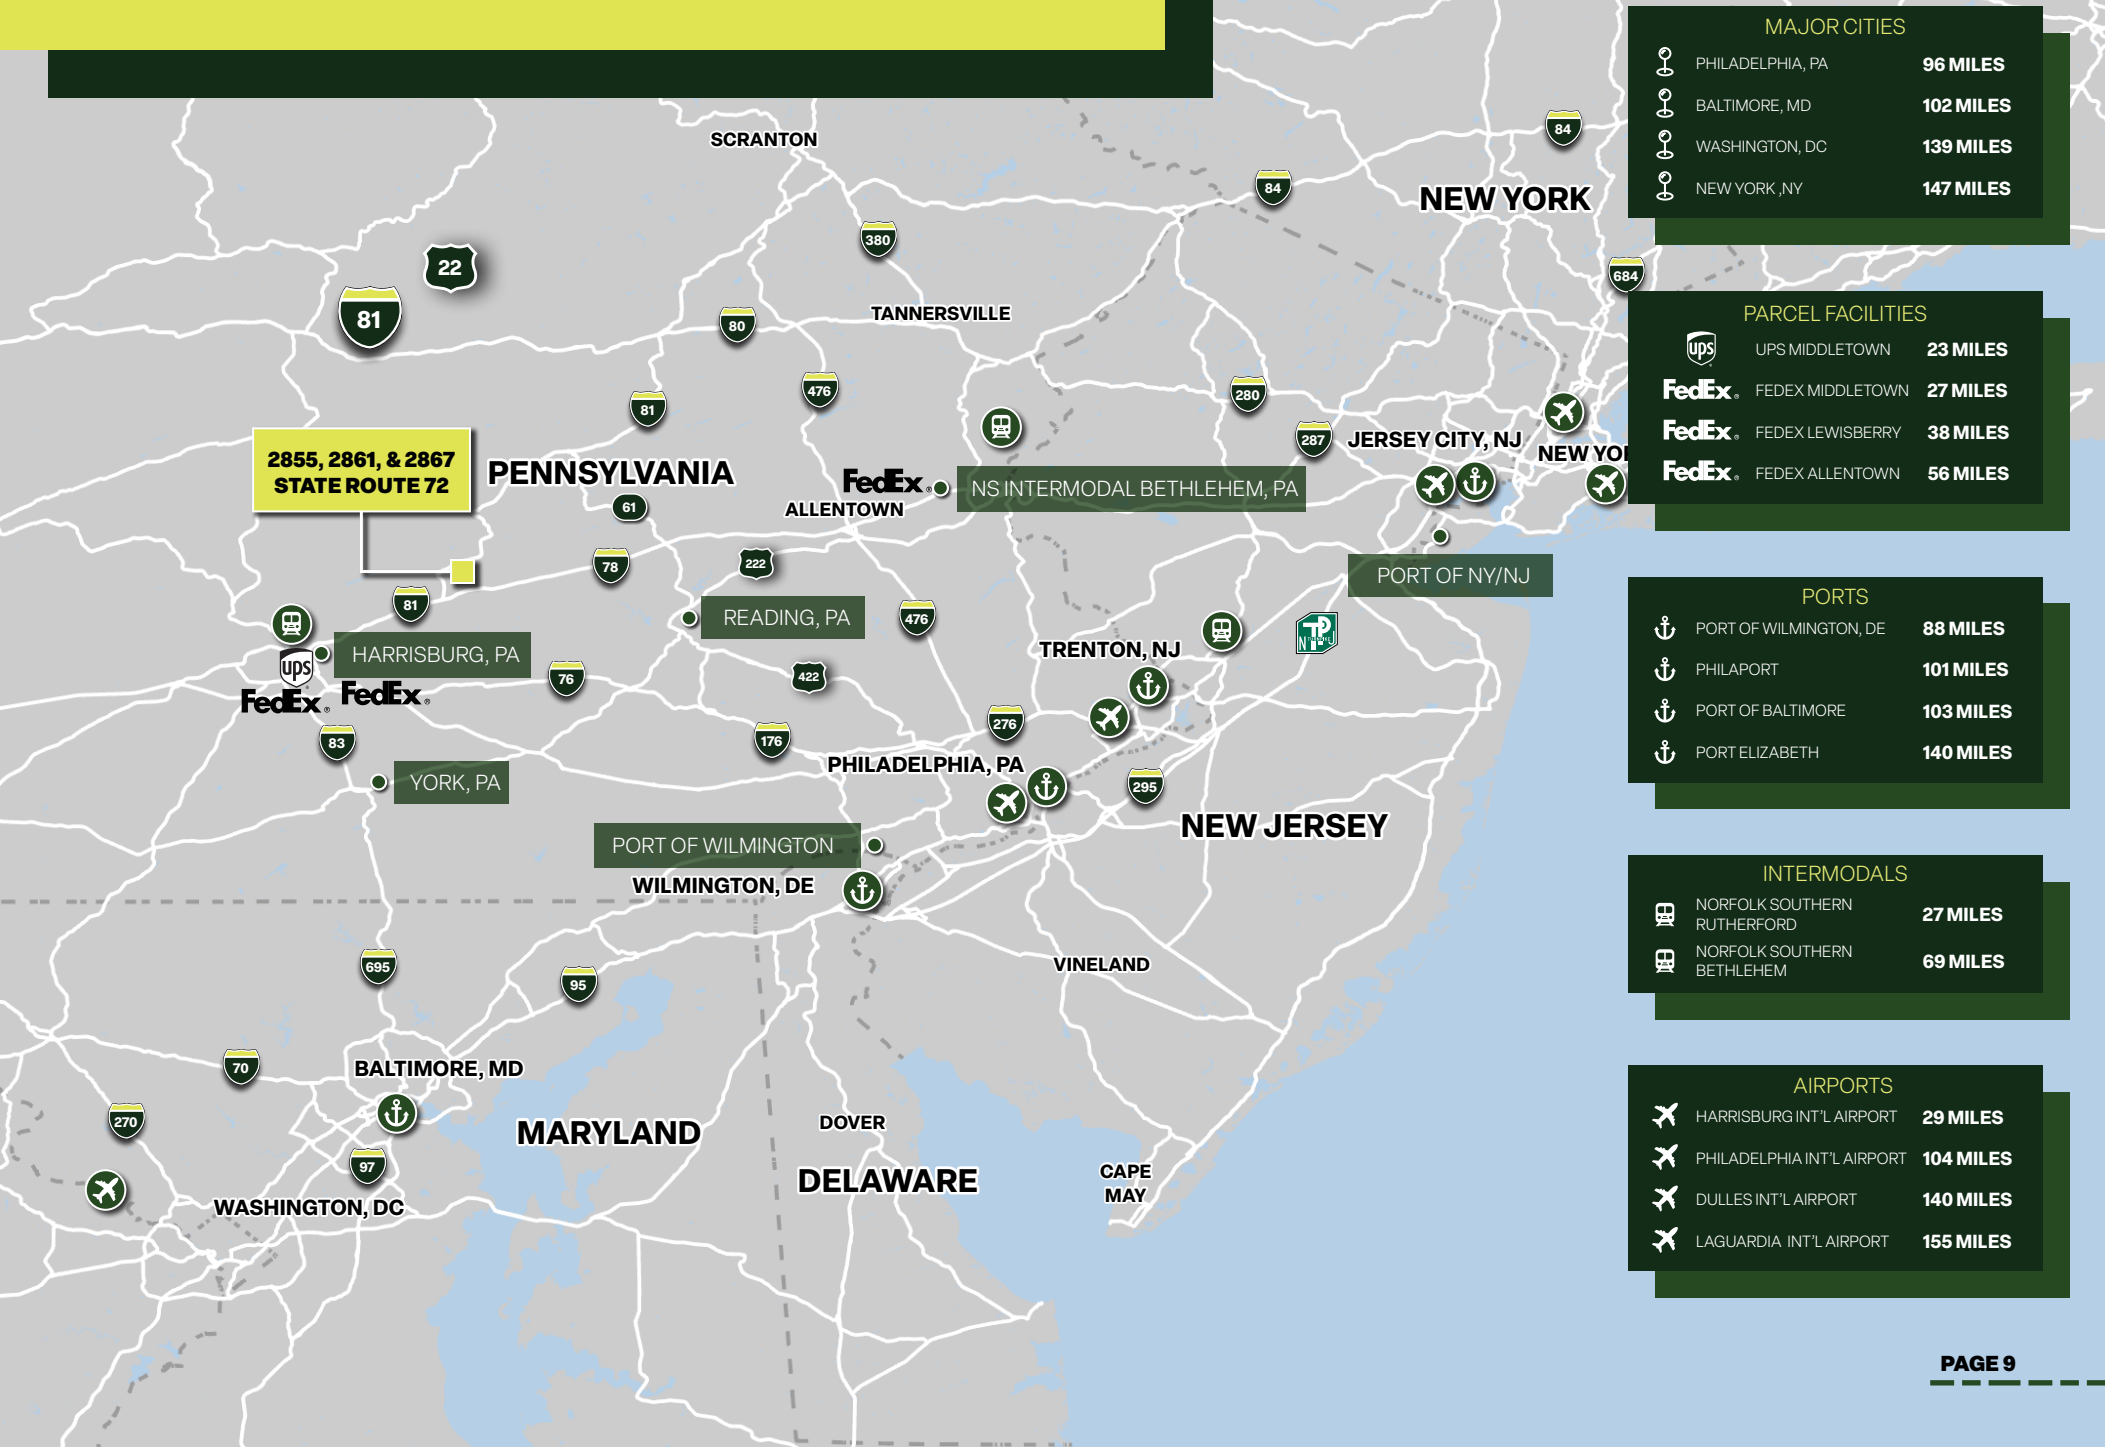 SCRANTON
84
84
NEW YORK
380
22
684
81
80
TANNERSVILLE
476
81
280
287
JERSEY CITY, NJ
2855, 2861, & 2867
STATE ROUTE 72
PENNSYLVANIA
61
FedEx®
ALLENTOWN
NS INTERMODAL BETHLEHEM, PA
NEW YO
78
222
PORT OF NY/NJ
81
READING, PA
476
HARRISBURG, PA
ups
FedEx®
FedEx®
76
422
TRENTON, NJ
NTPJ
83
176
276
PHILADELPHIA, PA
295
YORK, PA
NEW JERSEY
PORT OF WILMINGTON
WILMINGTON, DE
695
95
VINELAND
70
BALTIMORE, MD
270
MARYLAND
DOVER
97
DELAWARE
CAPE
MAY
WASHINGTON, DC
MAJOR CITIES
PHILADELPHIA, PA 96 MILES
BALTIMORE, MD 102 MILES
WASHINGTON, DC 139 MILES
NEW YORK ,NY 147 MILES
PARCEL FACILITIES
ups UPS MIDDLETOWN 23 MILES
FedEx® FEDEX MIDDLETOWN 27 MILES
FedEx® FEDEX LEWISBERRY 38 MILES
FedEx® FEDEX ALLENTOWN 56 MILES
PORTS
PORT OF WILMINGTON, DE 88 MILES
PHILAPORT 101 MILES
PORT OF BALTIMORE 103 MILES
PORT ELIZABETH 140 MILES
INTERMODALS
NORFOLK SOUTHERN
RUTHERFORD 27 MILES
NORFOLK SOUTHERN
BETHLEHEM 69 MILES
AIRPORTS
HARRISBURG INT'L AIRPORT 29 MILES
PHILADELPHIA INT'L AIRPORT 104 MILES
DULLES INT'L AIRPORT 140 MILES
LAGUARDIA INT'L AIRPORT 155 MILES
PAGE 9